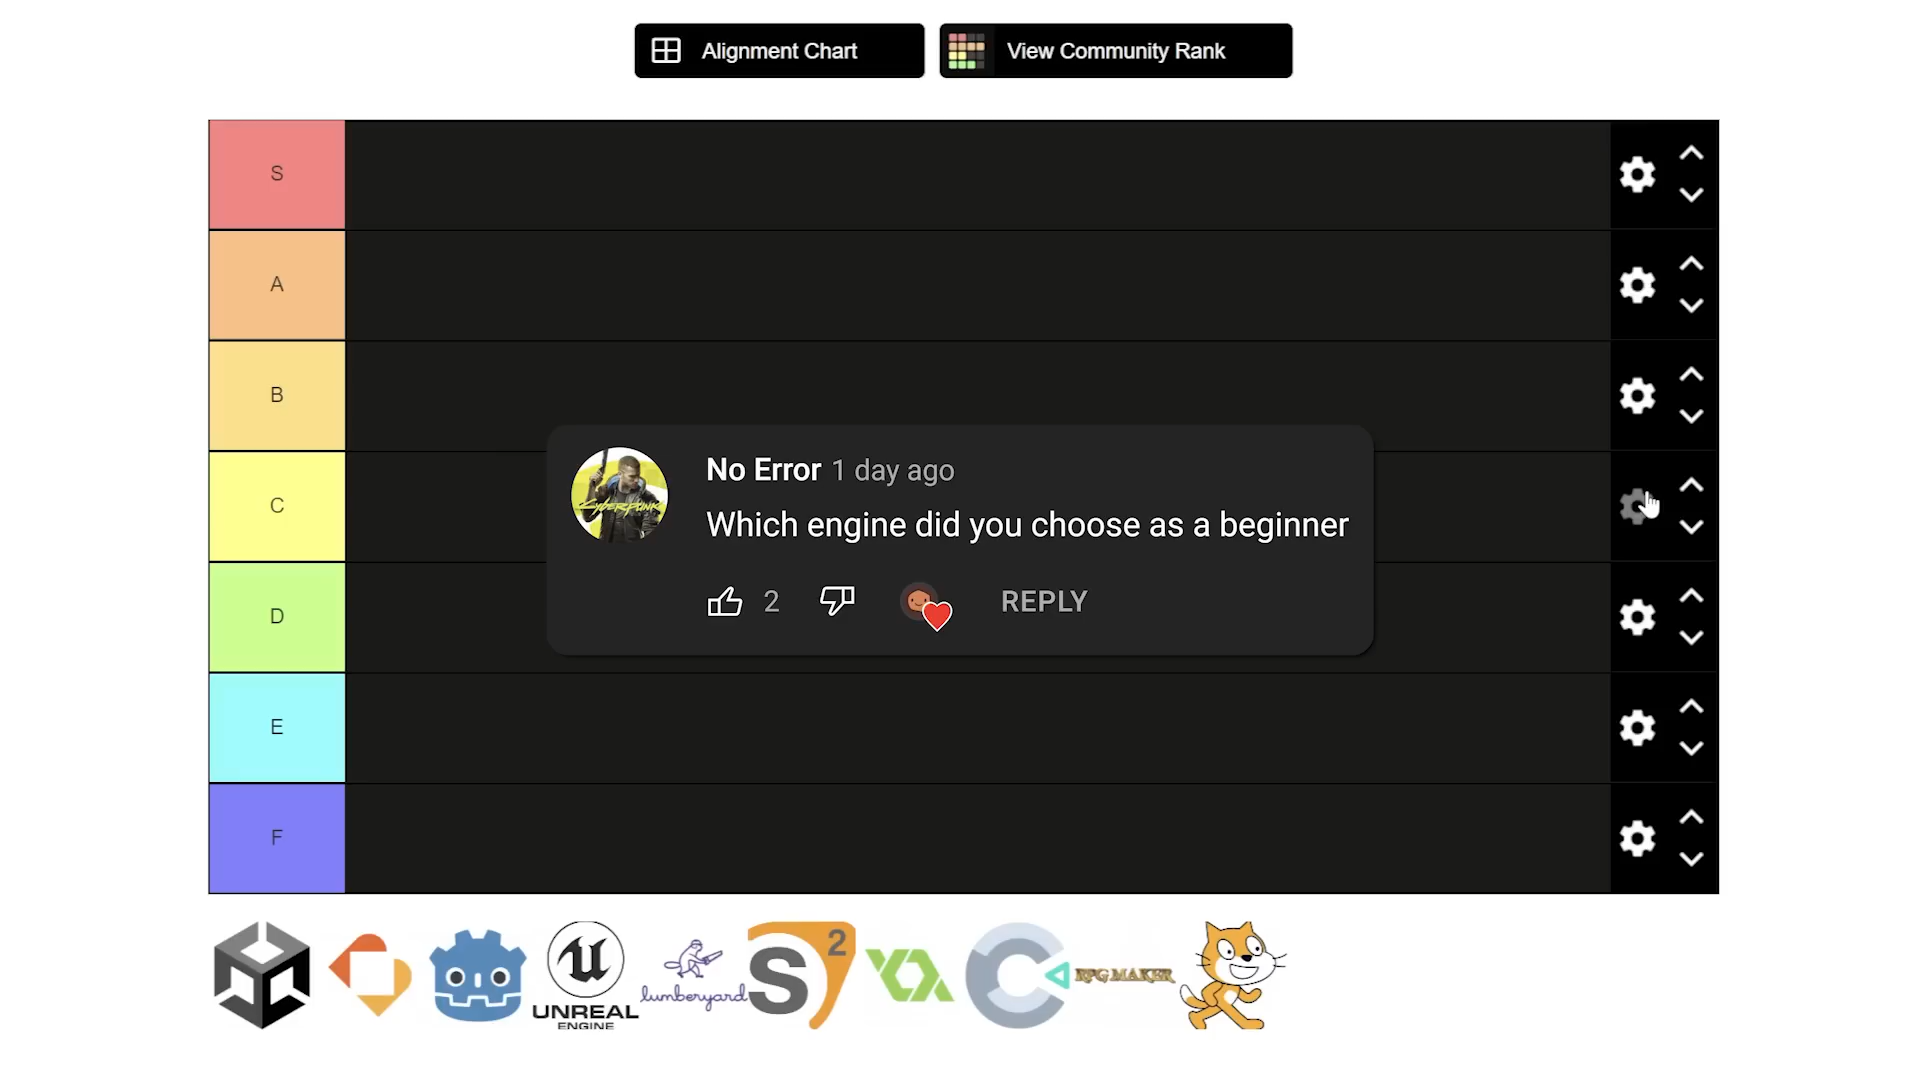 Alignment Chart
View Community Rank
S
A
B
No Error 1 day ago
Which engine did you choose as a beginner
CYBERPUNK
2
REPLY
C
D
E
F
UNREAL
ENGINE
lumberyard
S 2
RPG MAKER